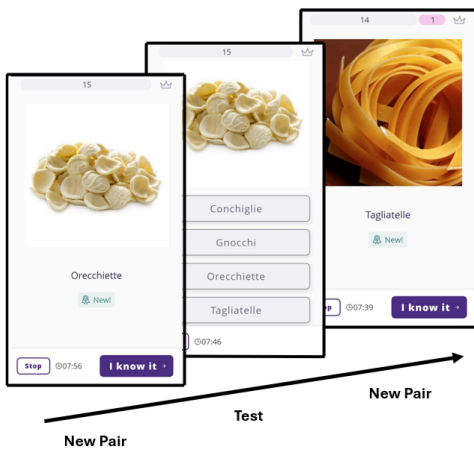 15
Orecchiette
New!
Stop 07:56 I know it
New Pair
15
Conchiglie
Gnocchi
Orecchiette
Tagliatelle
07:46
Test
14 1
Tagliatelle
New!
07:39 I know it
New Pair